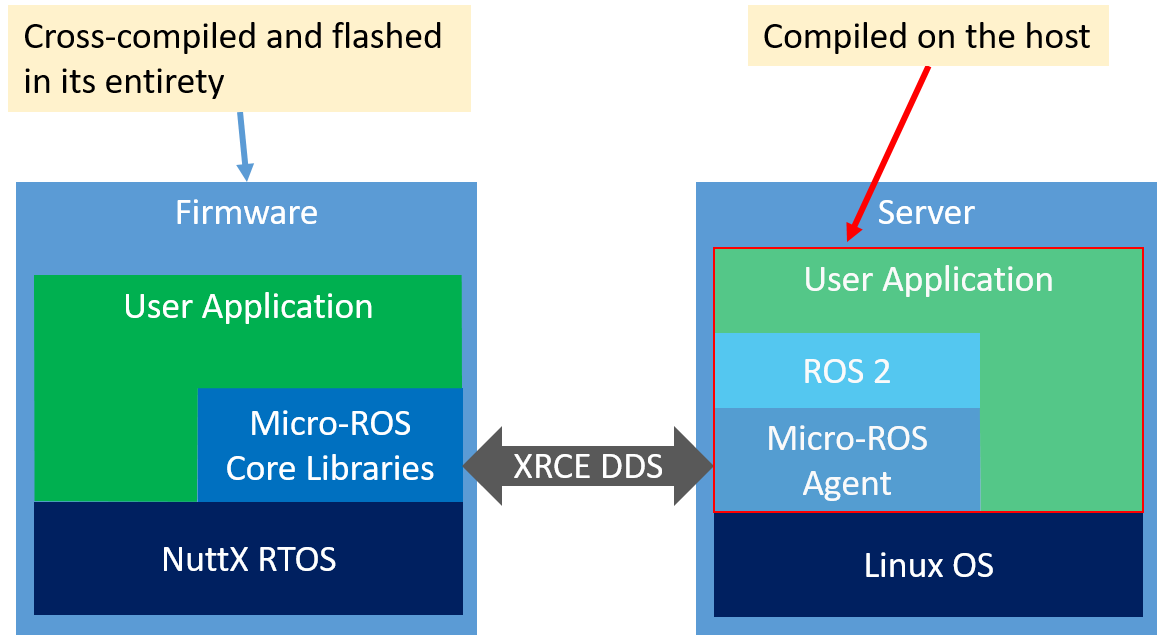 Cross-compiled and flashed
in its entirety
Compiled on the host
Firmware
User Application
Micro-ROS
Core Libraries
NuttX RTOS
XRCE DDS
Server
User Application
ROS 2
Micro-ROS
Agent
Linux OS